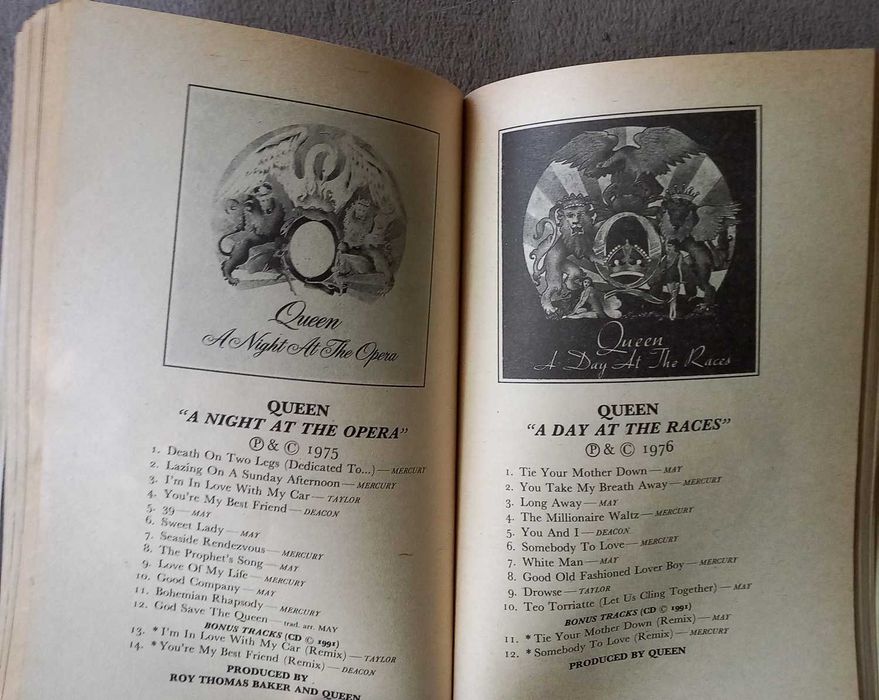 Queen
A Night At The Opera
QUEEN
"A NIGHT AT THE OPERA"
Ⓟ & © 1975
1. Death On Two Legs (Dedicated To...) — MERCURY
2. Lazing On A Sunday Afternoon — MERCURY
3. I'm In Love With My Car — TAYLOR
4. You're My Best Friend — DEACON
5. 39 — MAY
6. Sweet Lady — MAY
7. Seaside Rendezvous — MERCURY
8. The Prophet's Song — MAY
9. Love Of My Life — MERCURY
10. Good Company — MAY
11. Bohemian Rhapsody — MERCURY
12. God Save The Queen — trad. arr. MAY
BONUS TRACKS (CD © 1991)
13. *I'm In Love With My Car (Remix) — TAYLOR
14. *You're My Best Friend (Remix) — DEACON
PRODUCED BY
ROY THOMAS BAKER AND QUEEN
Queen
A Day At The Races
QUEEN
"A DAY AT THE RACES"
Ⓟ & © 1976
1. Tie Your Mother Down — MAY
2. You Take My Breath Away — MERCURY
3. Long Away — MAY
4. The Millionaire Waltz — MERCURY
5. You And I — DEACON
6. Somebody To Love — MERCURY
7. White Man — MAY
8. Good Old Fashioned Lover Boy — MERCURY
9. Drowse — TAYLOR
10. Teo Torriatte (Let Us Cling Together) — MAY
BONUS TRACKS (CD © 1991)
11. * Tie Your Mother Down (Remix) — MAY
12. * Somebody To Love (Remix) — MERCURY
PRODUCED BY QUEEN